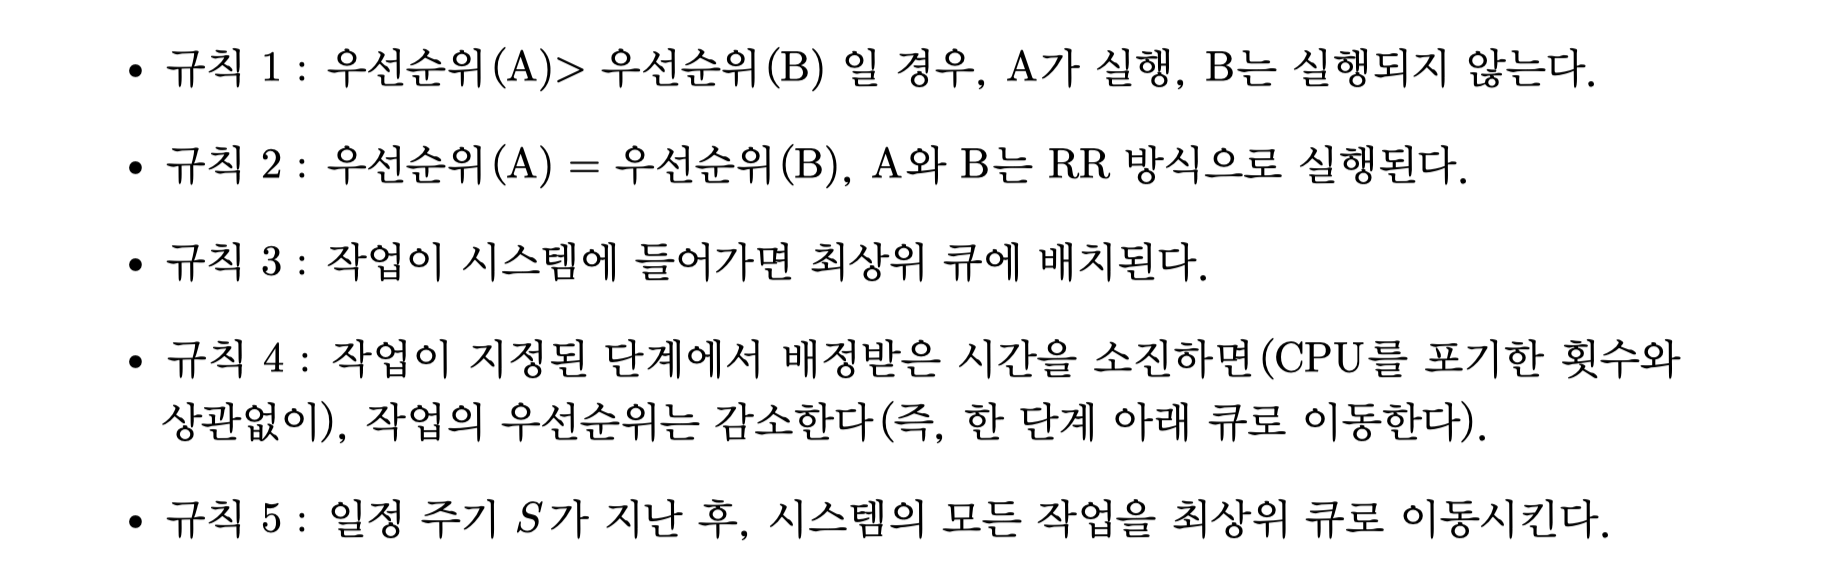 • 규칙 1 : 우선순위(A)> 우선순위(B) 일 경우, A가 실행, B는 실행되지 않는다.
• 규칙 2 : 우선순위(A) = 우선순위(B), A와 B는 RR 방식으로 실행된다.
• 규칙 3 : 작업이 시스템에 들어가면 최상위 큐에 배치된다.
• 규칙 4 : 작업이 지정된 단계에서 배정받은 시간을 소진하면(CPU를 포기한 횟수와
상관없이), 작업의 우선순위는 감소한다(즉, 한 단계 아래 큐로 이동한다).
• 규칙 5 : 일정 주기 S가 지난 후, 시스템의 모든 작업을 최상위 큐로 이동시킨다.